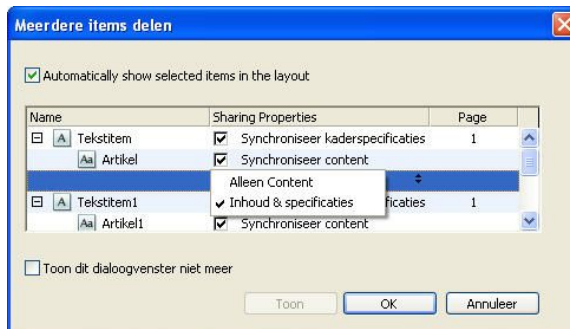 Meerdere items delen
Automatically show selected items in the layout
Name Sharing Properties Page
A Tekstitem Synchroniseer kaderspecificaties 1
Aa Artikel Synchroniseer content
Alleen Content
Inhoud & specificaties
A Tekstitem1 ficaties 1
Aa Artikel1 Synchroniseer content
Toon dit dialoogvenster niet meer
Toon OK Annuleer